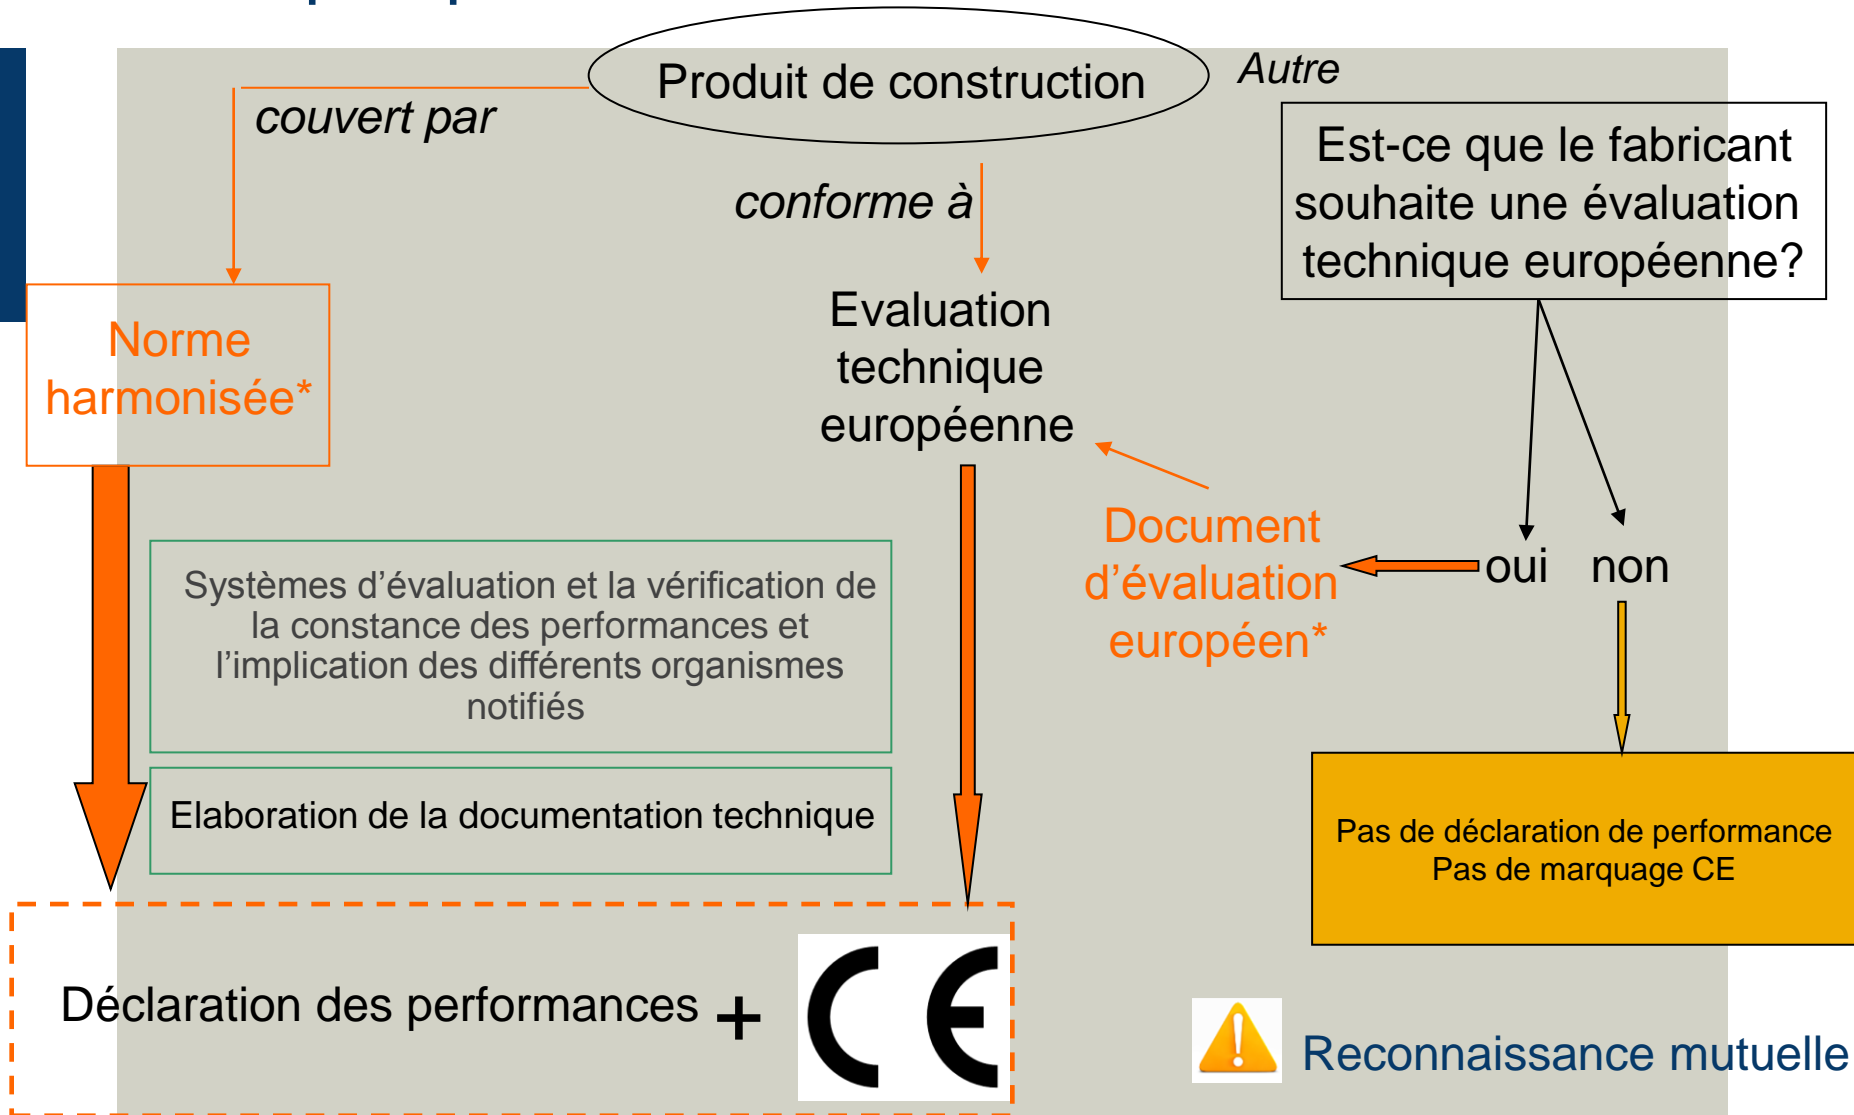 Produit de construction
Autre
couvert par
Est-ce que le fabricant
souhaite une évaluation
technique européenne?
conforme à
Norme
harmonisée*
Evaluation
technique
européenne
Document
d'évaluation
européen*
oui non
Systèmes d'évaluation et la vérification de
la constance des performances et
l'implication des différents organismes
notifiés
Elaboration de la documentation technique
Pas de déclaration de performance
Pas de marquage CE
Déclaration des performances + CE
Reconnaissance mutuelle